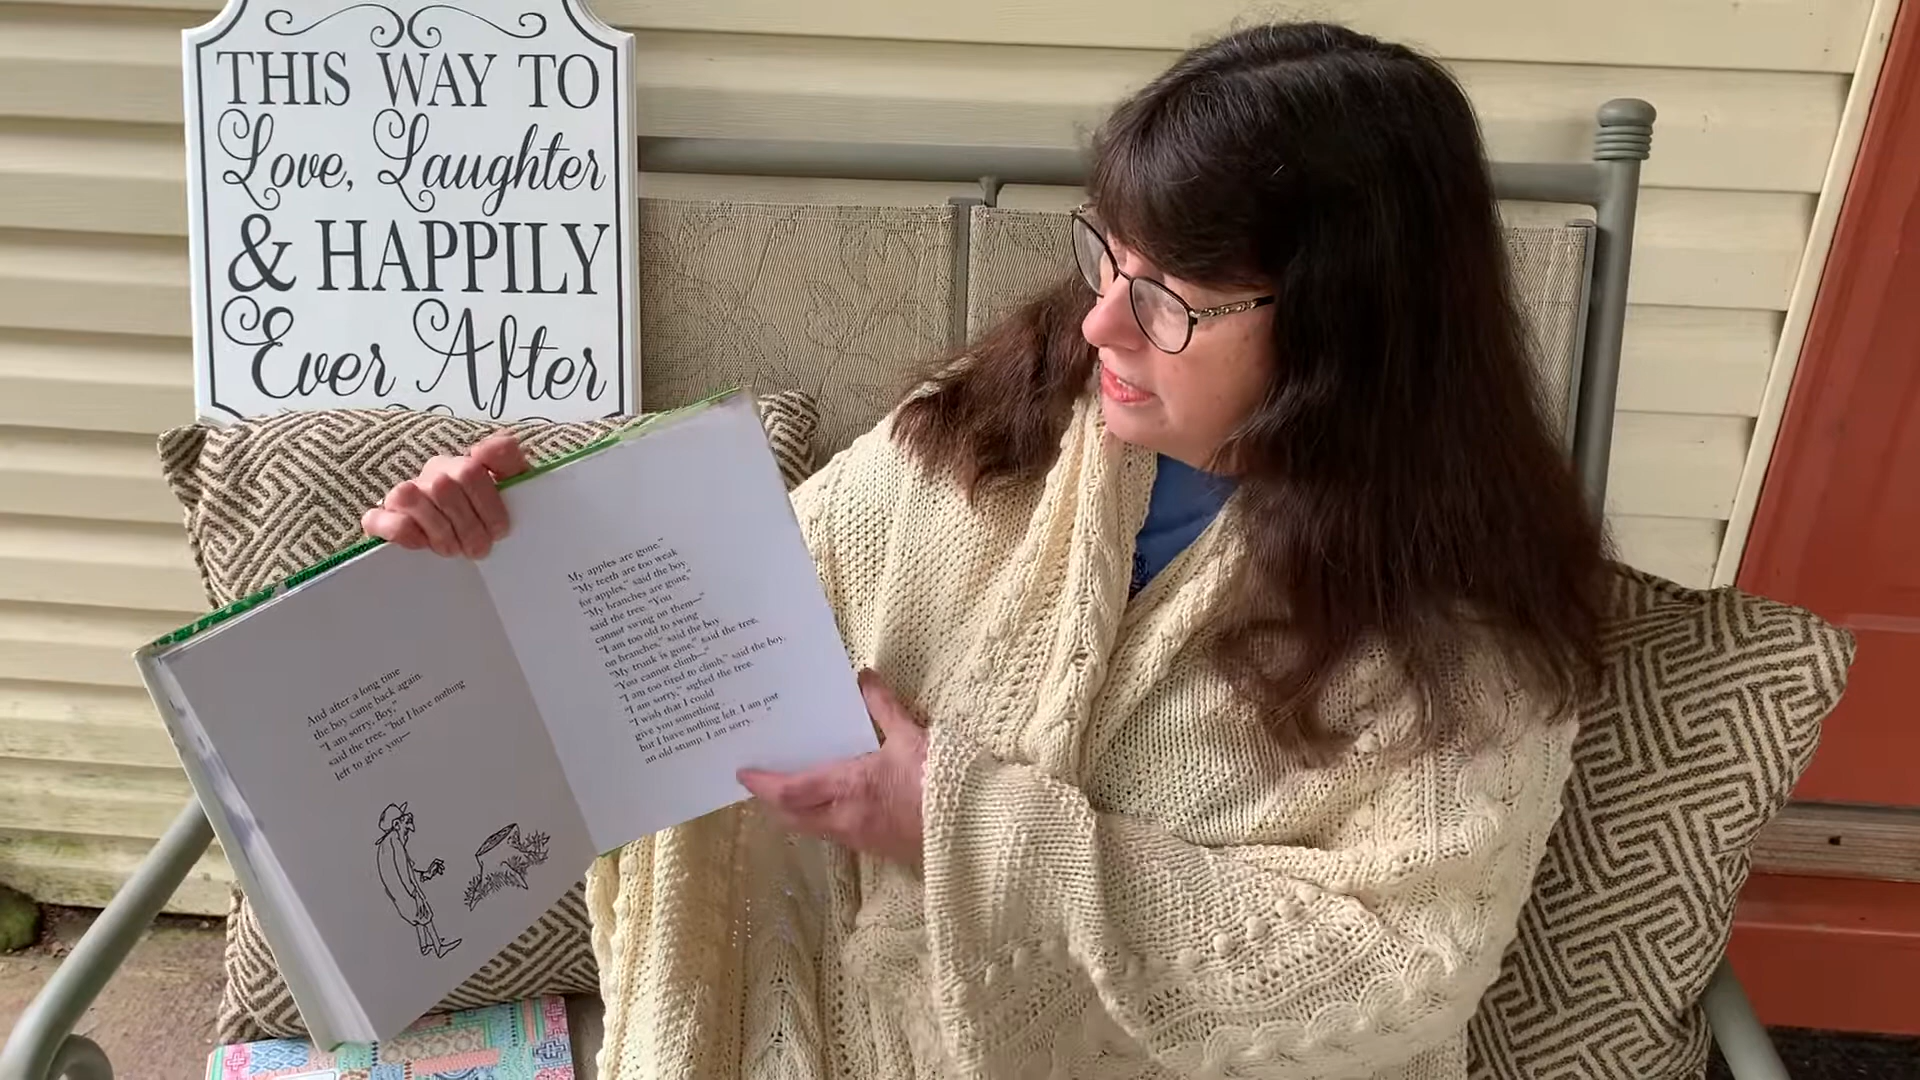 THIS WAY TO
Love, Laughter
& HAPPILY
Ever After
And after a long time
the boy came back again.
"I am sorry, Boy,"
said the tree, "but I have nothing
left to give you—
My apples are gone."
"My teeth are too weak
for apples," said the boy.
"My branches are gone,"
said the tree. "You
cannot swing on them—"
"I am too old to swing
on branches," said the boy.
"My trunk is gone," said the tree.
"You cannot climb—"
"I am too tired to climb," said the boy.
"I am sorry," sighed the tree.
"I wish that I could
give you something . . .
but I have nothing left. I am just
an old stump. I am sorry. . . ."